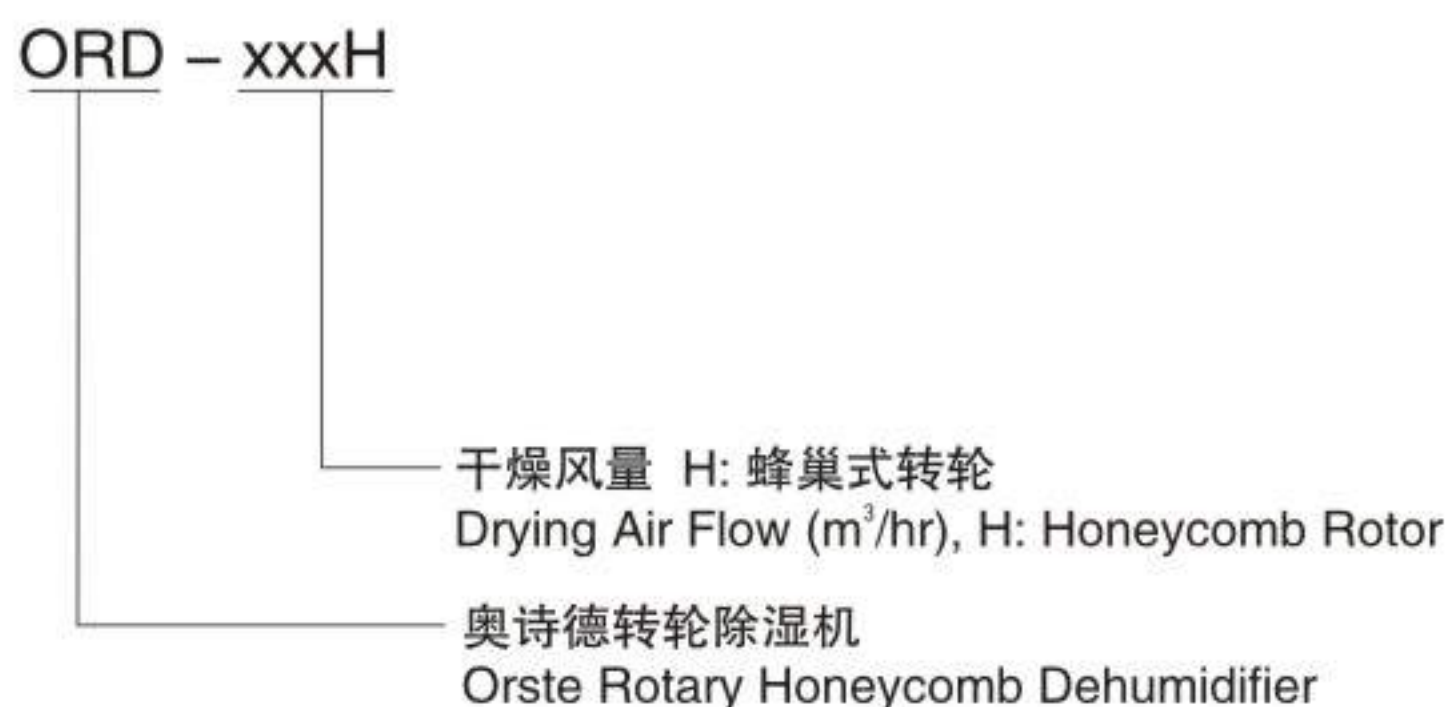 ORD – xxxH
干燥风量 H: 蜂巢式转轮
Drying Air Flow (m³/hr), H: Honeycomb Rotor
奥诗德转轮除湿机
Orste Rotary Honeycomb Dehumidifier